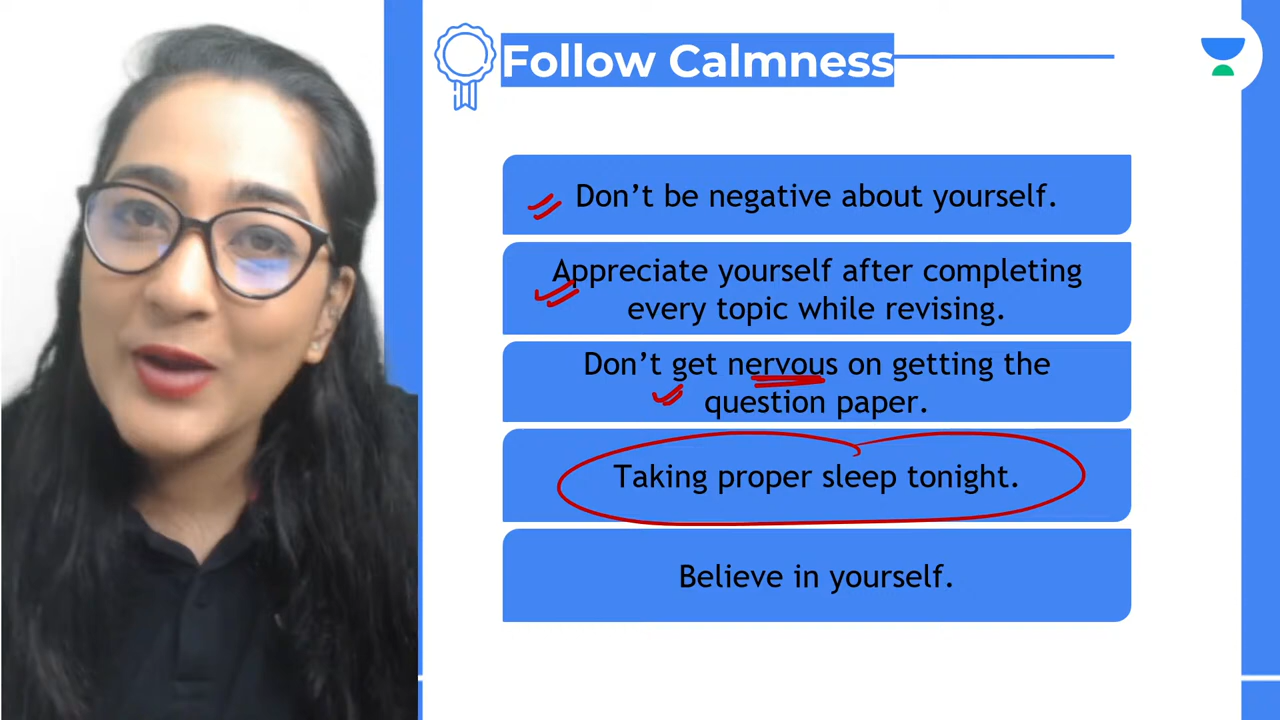 Follow Calmness
Don't be negative about yourself.
Appreciate yourself after completing
every topic while revising.
Don't get nervous on getting the
question paper.
Taking proper sleep tonight.
Believe in yourself.